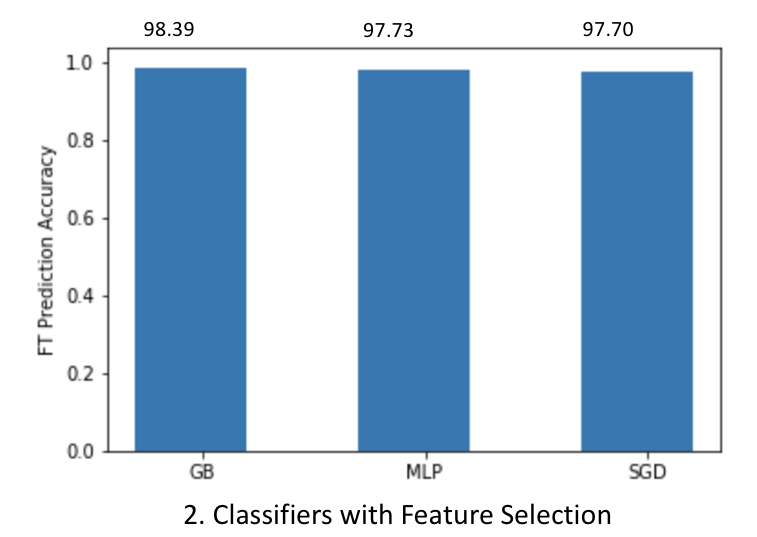 98.39 97.73 97.70
1.0
0.8
0.6
0.4
0.2
0.0
FT Prediction Accuracy
GB MLP SGD
2. Classifiers with Feature Selection